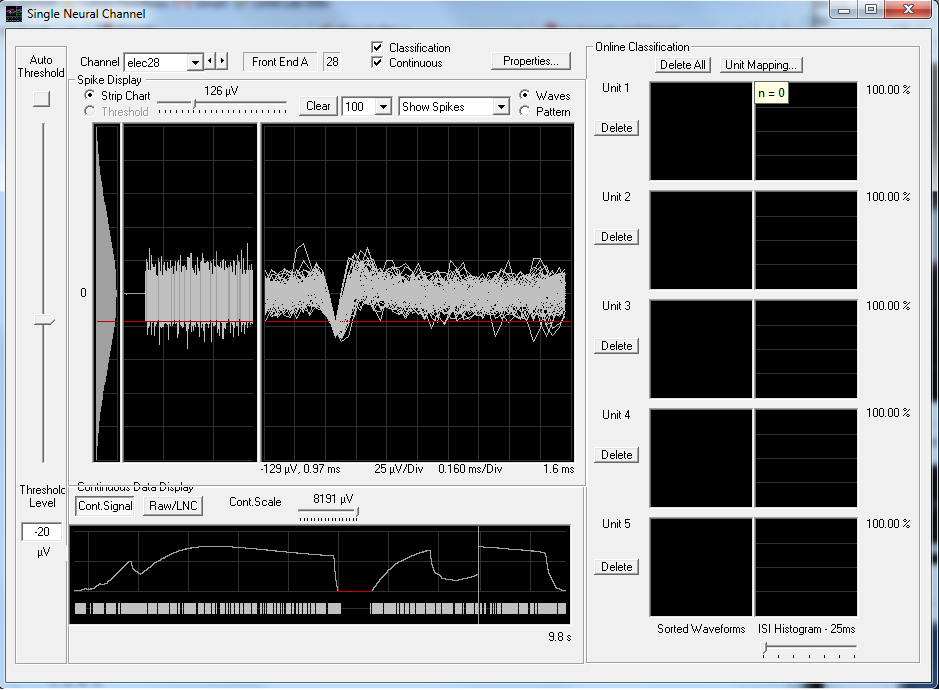 Single Neural Channel
Auto
Threshold
Channel elec28 Front End A 28
Classification
Continuous
Properties...
Spike Display
Strip Chart
Threshold
126 µV
Clear 100 Show Spikes
Waves
Pattern
0
-129 µV, 0.97 ms 25 µV/Div 0.160 ms/Div 1.6 ms
Threshold
Level
-20
µV
Continuous Data Display
Cont.Signal Raw/LNC Cont.Scale 8191 µV
9.8 s
Online Classification
Delete All Unit Mapping...
Unit 1 n = 0 100.00 %
Delete
Unit 2 100.00 %
Delete
Unit 3 100.00 %
Delete
Unit 4 100.00 %
Delete
Unit 5 100.00 %
Delete
Sorted Waveforms ISI Histogram - 25ms